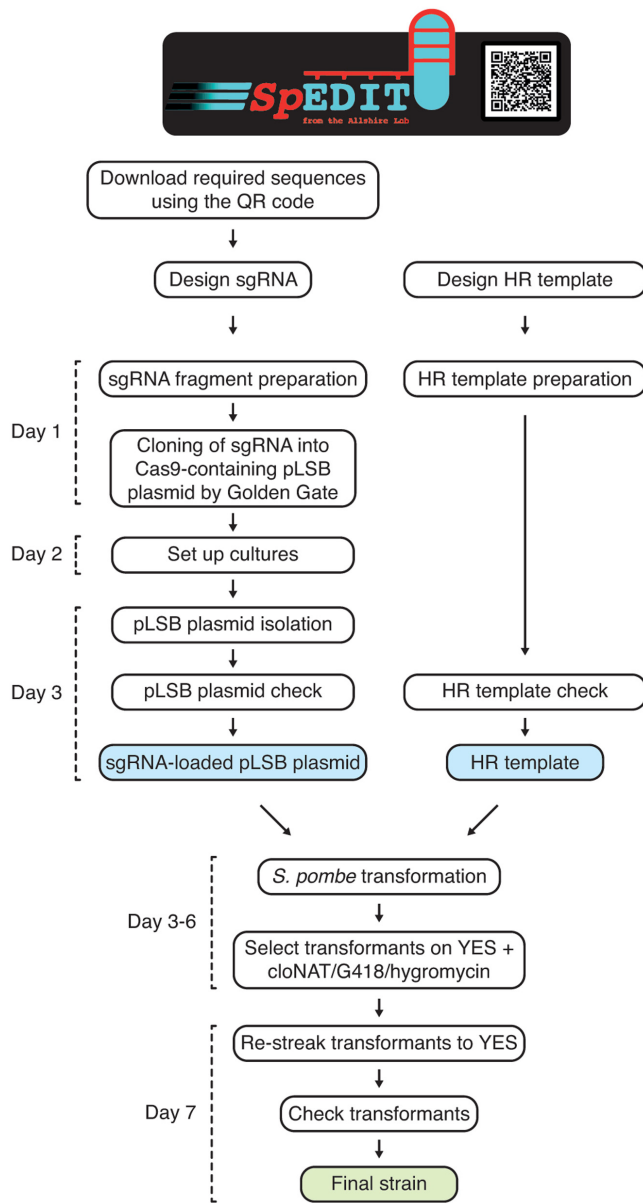 SpEDIT
from the Allshire Lab
Download required sequences
using the QR code
Design sgRNA
Design HR template
Day 1
sgRNA fragment preparation
HR template preparation
Cloning of sgRNA into
Cas9-containing pLSB
plasmid by Golden Gate
Day 2
Set up cultures
Day 3
pLSB plasmid isolation
pLSB plasmid check
HR template check
sgRNA-loaded pLSB plasmid
HR template
Day 3-6
S. pombe transformation
Select transformants on YES +
cloNAT/G418/hygromycin
Day 7
Re-streak transformants to YES
Check transformants
Final strain